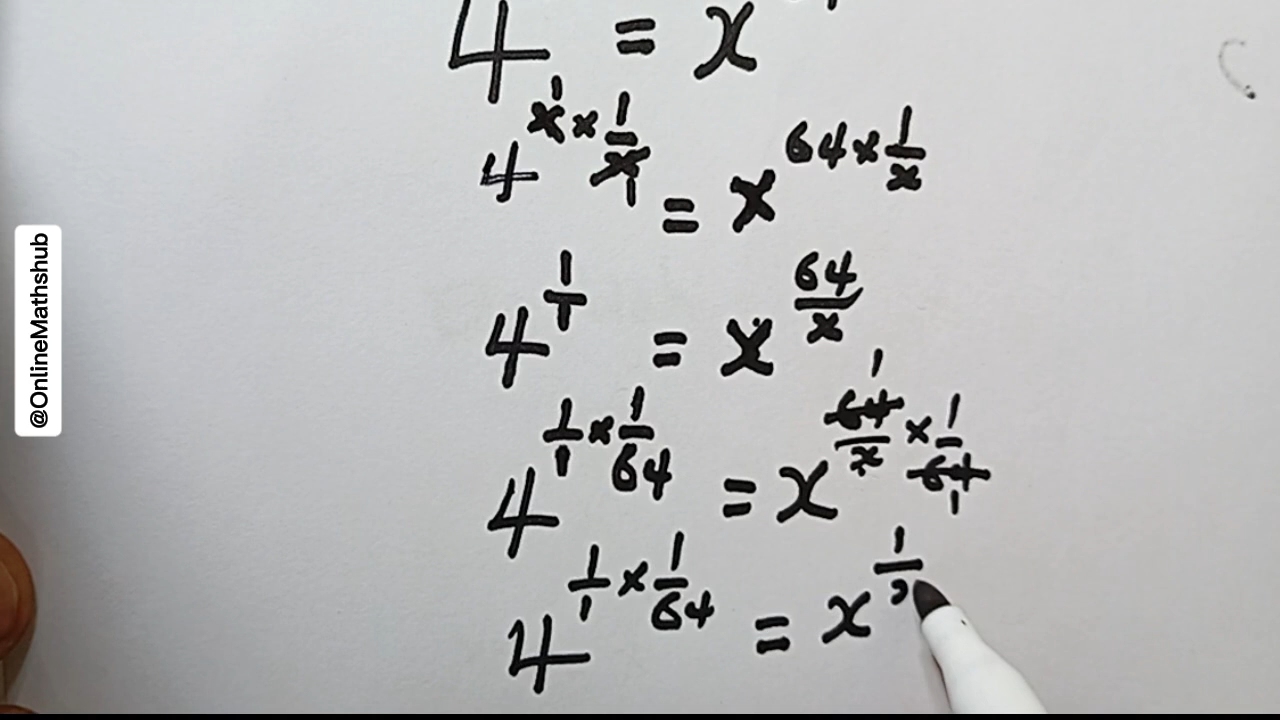 4 = x
4^{x × 1/x} = x^{64 × 1/x}
4^{1/1} = x^{64/x}
4^{1/1 × 1/64} = x^{64/x × 1/64}
4^{1/1 × 1/64} = x^{1/
@OnlineMathshub